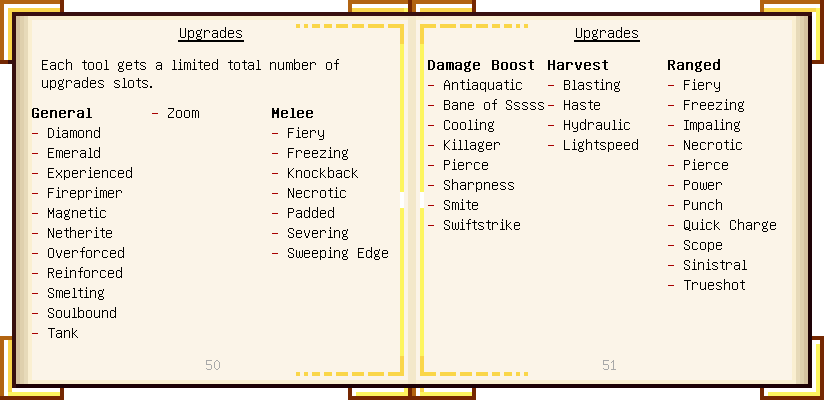 Upgrades
Each tool gets a limited total number of
upgrades slots.
General
- Diamond
- Emerald
- Experienced
- Fireprimer
- Magnetic
- Netherite
- Overforced
- Reinforced
- Smelting
- Soulbound
- Tank
- Zoom
Melee
- Fiery
- Freezing
- Knockback
- Necrotic
- Padded
- Severing
- Sweeping Edge
50
Upgrades
Damage Boost
- Antiaquatic
- Bane of Sssss
- Cooling
- Killager
- Pierce
- Sharpness
- Smite
- Swiftstrike
Harvest
- Blasting
- Haste
- Hydraulic
- Lightspeed
Ranged
- Fiery
- Freezing
- Impaling
- Necrotic
- Pierce
- Power
- Punch
- Quick Charge
- Scope
- Sinistral
- Trueshot
51